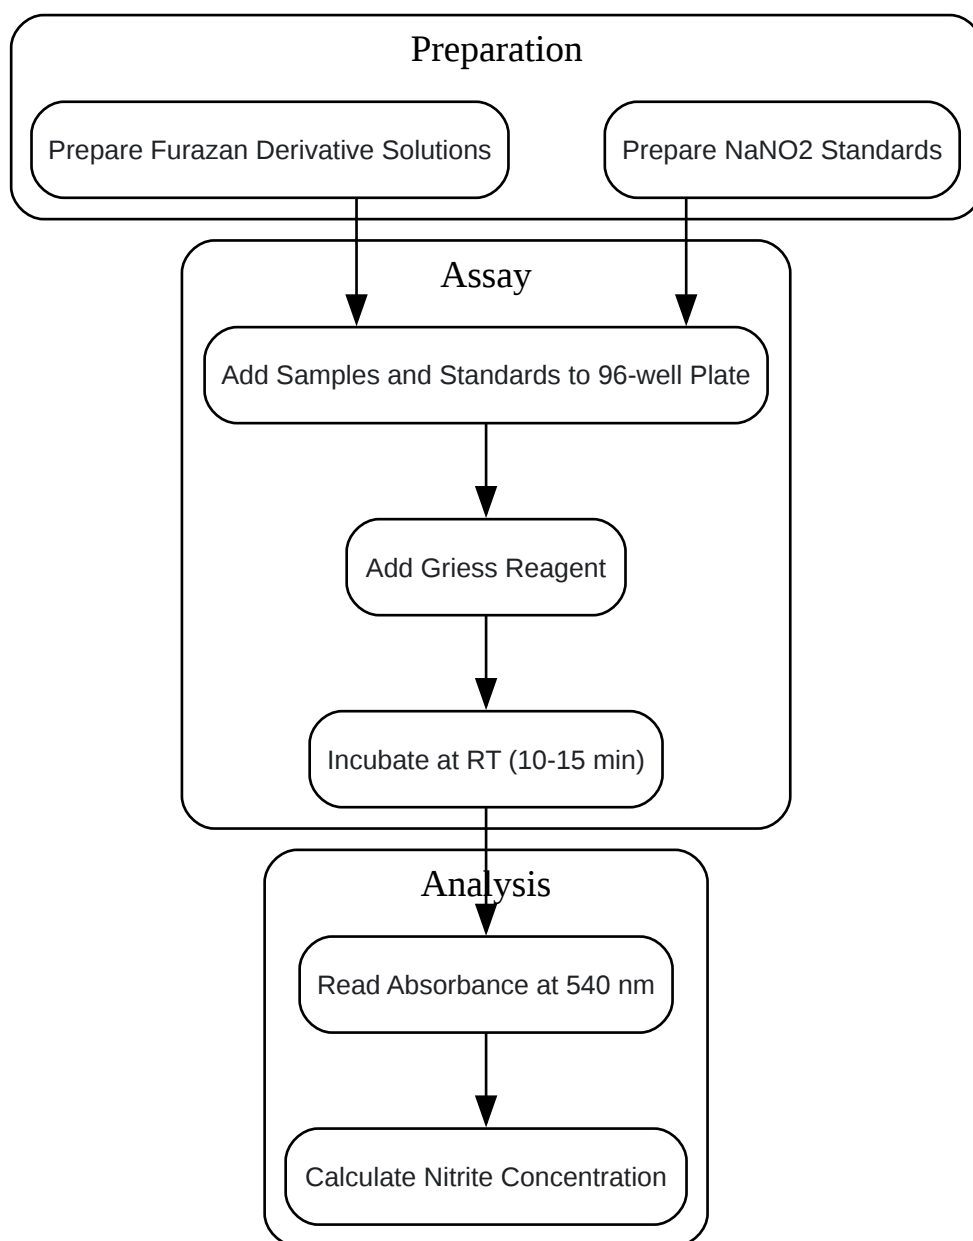 Preparation
Prepare Furazan Derivative Solutions
Prepare NaNO2 Standards
Assay
Add Samples and Standards to 96-well Plate
Add Griess Reagent
Incubate at RT (10-15 min)
Analysis
Read Absorbance at 540 nm
Calculate Nitrite Concentration